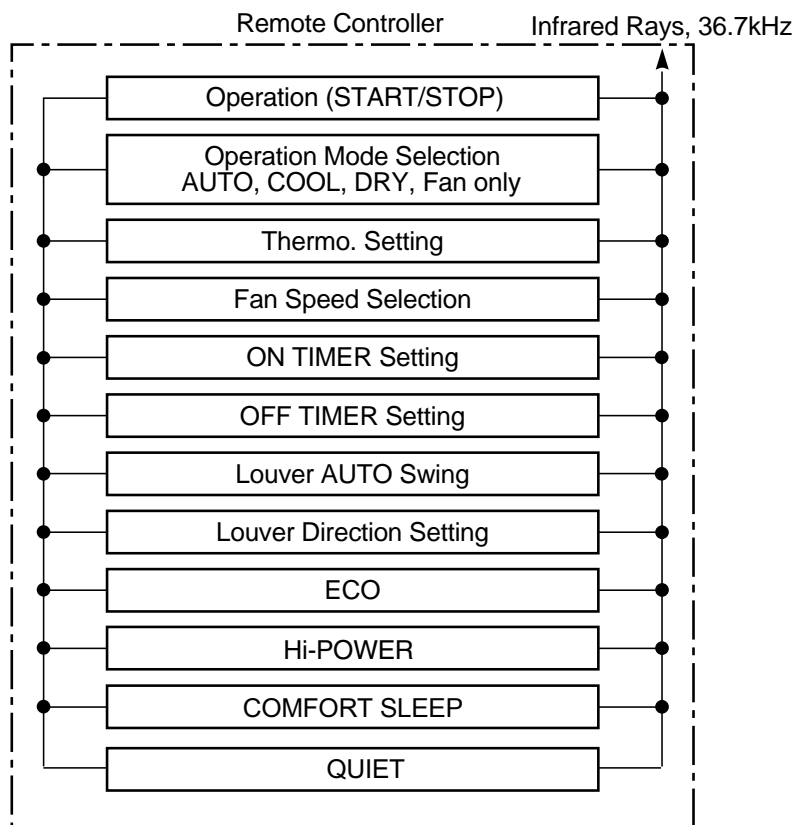 Remote Controller
Infrared Rays, 36.7kHz
Operation (START/STOP)
Operation Mode Selection
AUTO, COOL, DRY, Fan only
Thermo. Setting
Fan Speed Selection
ON TIMER Setting
OFF TIMER Setting
Louver AUTO Swing
Louver Direction Setting
ECO
Hi-POWER
COMFORT SLEEP
QUIET